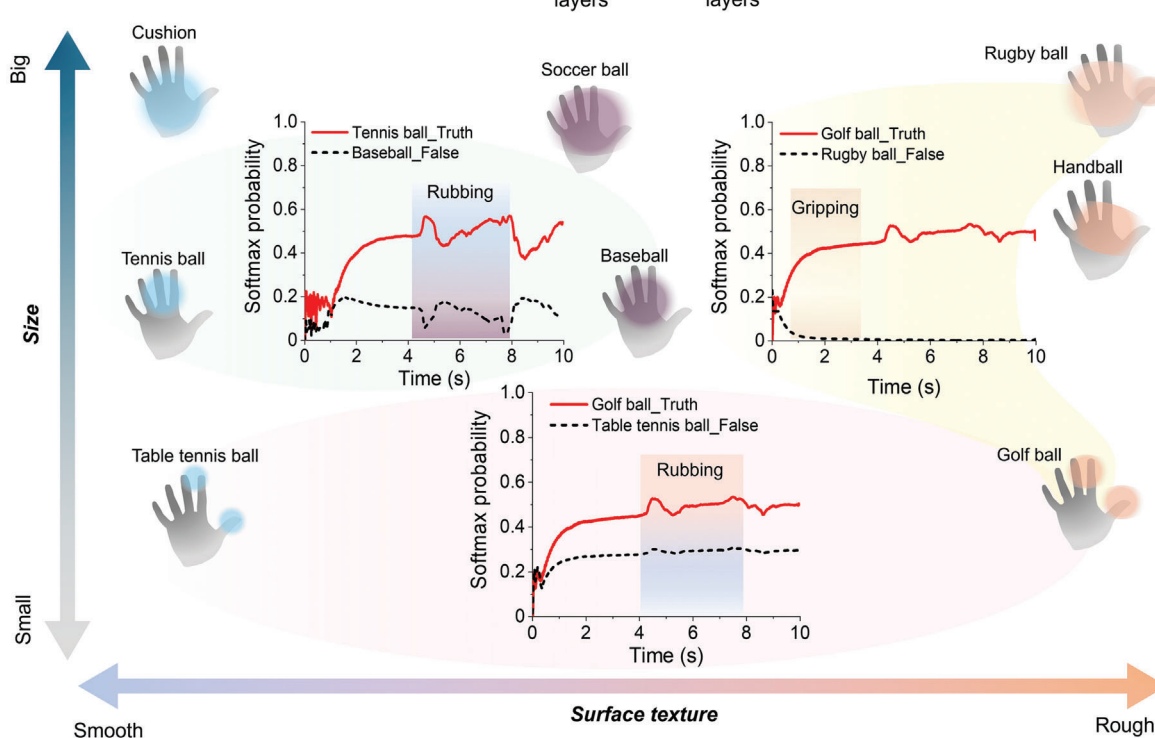 layers layers
Big
Cushion
Soccer ball
Rugby ball
Handball
Tennis ball
Baseball
Size
Table tennis ball
Golf ball
Small
Softmax probability
1.0
0.8
0.6
0.4
0.2
0
Tennis ball_Truth
Baseball_False
Rubbing
0 2 4 6 8 10
Time (s)
Softmax probability
1.0
0.8
0.6
0.4
0.2
0
Golf ball_Truth
Rugby ball_False
Gripping
0 2 4 6 8 10
Time (s)
Softmax probability
1.0
0.8
0.6
0.4
0.2
0
Golf ball_Truth
Table tennis ball_False
Rubbing
0 2 4 6 8 10
Time (s)
Smooth
Surface texture
Rough